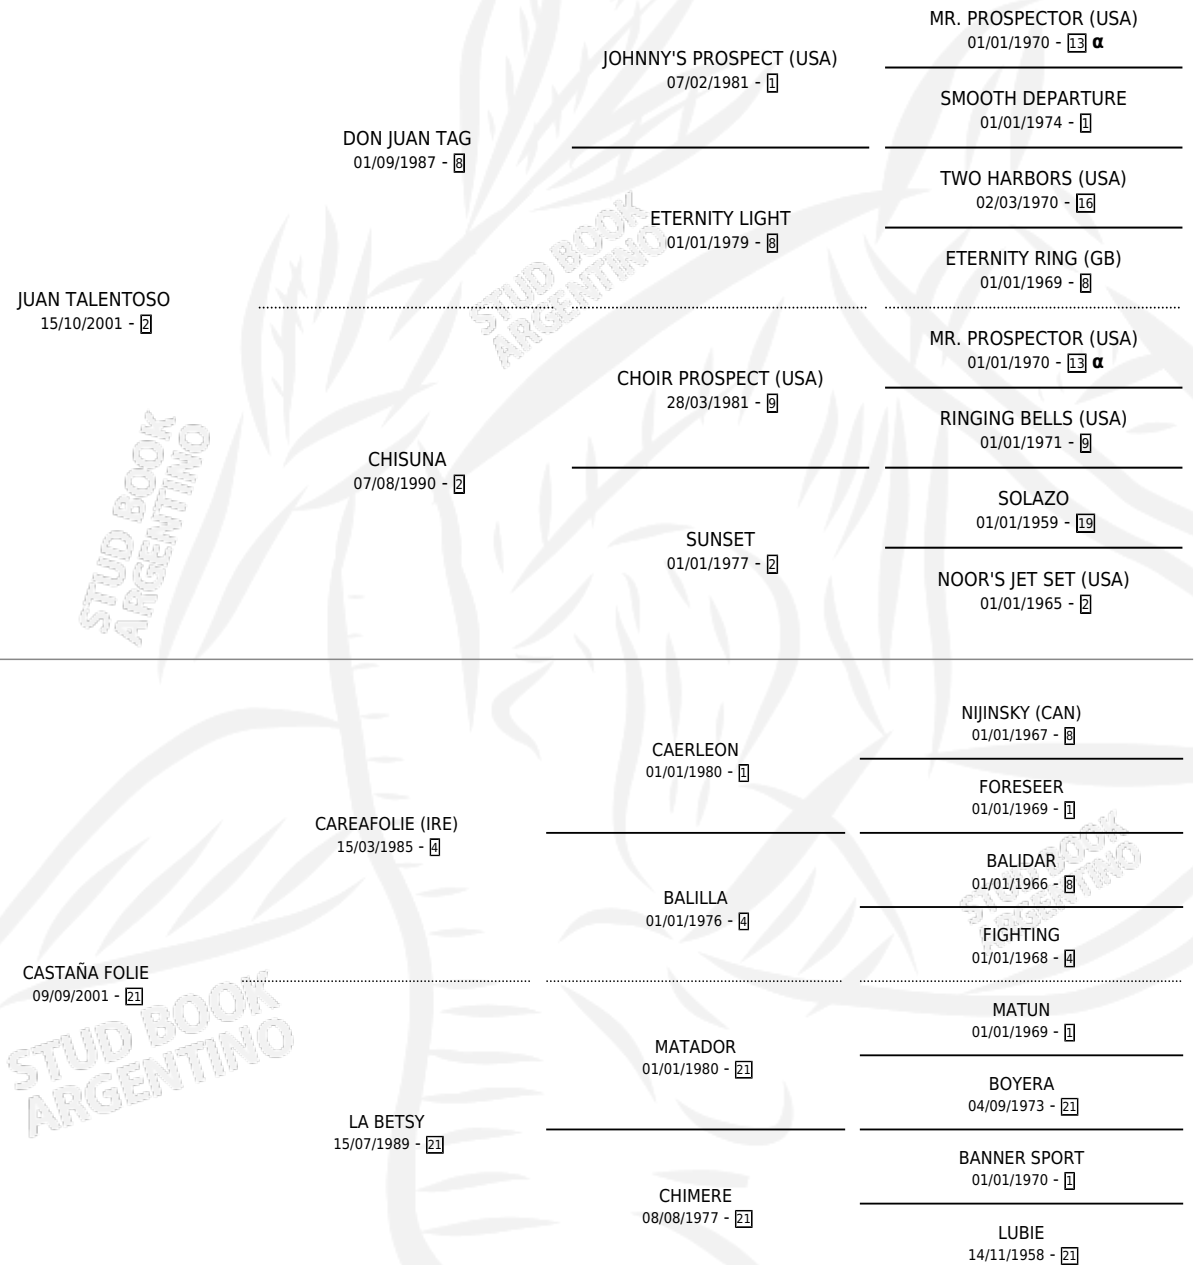 MR. PROSPECTOR (USA)
01/01/1970 - 13 α
JOHNNY'S PROSPECT (USA)
07/02/1981 - 1
SMOOTH DEPARTURE
01/01/1974 - 1
DON JUAN TAG
01/09/1987 - 8
TWO HARBORS (USA)
02/03/1970 - 16
ETERNITY LIGHT
01/01/1979 - 8
ETERNITY RING (GB)
01/01/1969 - 8
JUAN TALENTOSO
15/10/2001 - 2
MR. PROSPECTOR (USA)
01/01/1970 - 13 α
CHOIR PROSPECT (USA)
28/03/1981 - 9
RINGING BELLS (USA)
01/01/1971 - 9
CHISUNA
07/08/1990 - 2
SOLAZO
01/01/1959 - 19
SUNSET
01/01/1977 - 2
NOOR'S JET SET (USA)
01/01/1965 - 2
NIJINSKY (CAN)
01/01/1967 - 8
CAERLEON
01/01/1980 - 1
FORESEER
01/01/1969 - 1
CAREAFOLIE (IRE)
15/03/1985 - 4
BALIDAR
01/01/1966 - 8
BALILLA
01/01/1976 - 4
FIGHTING
01/01/1968 - 4
CASTAÑA FOLIE
09/09/2001 - 21
MATUN
01/01/1969 - 1
MATADOR
01/01/1980 - 21
BOYERA
04/09/1973 - 21
LA BETSY
15/07/1989 - 21
BANNER SPORT
01/01/1970 - 1
CHIMERE
08/08/1977 - 21
LUBIE
14/11/1958 - 21
STUD BOOK
ARGENTINO
STUD BOOK
ARGENTINO
STUD BOOK
ARGENTINO
STUD BOOK
ARGENTINO